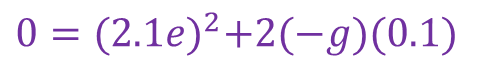 0 = (2.1e)²+2(−g)(0.1)